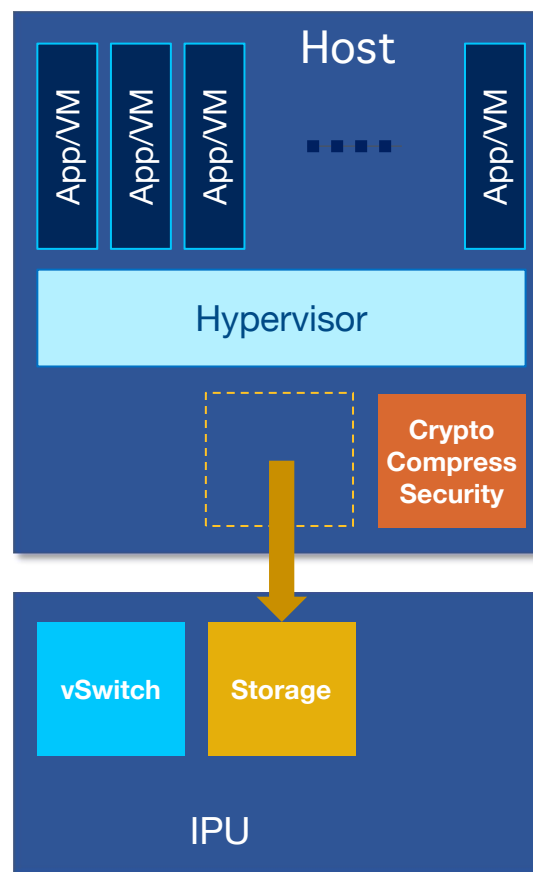 Host
App/VM
App/VM
App/VM
App/VM
Hypervisor
Crypto
Compress
Security
vSwitch
Storage
IPU